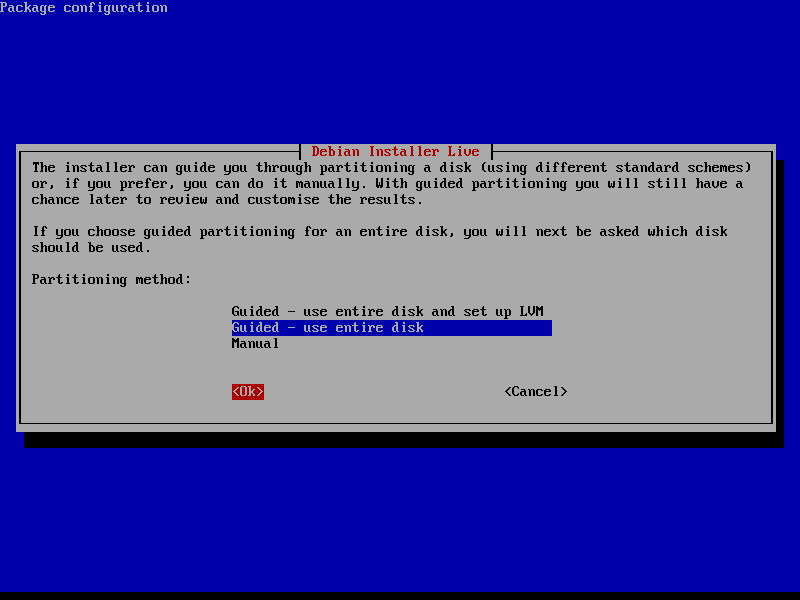 Package configuration
Debian Installer Live
The installer can guide you through partitioning a disk (using different standard schemes)
or, if you prefer, you can do it manually. With guided partitioning you will still have a
chance later to review and customise the results.
If you choose guided partitioning for an entire disk, you will next be asked which disk
should be used.
Partitioning method:
Guided - use entire disk and set up LVM
Guided - use entire disk
Manual
<Ok> <Cancel>